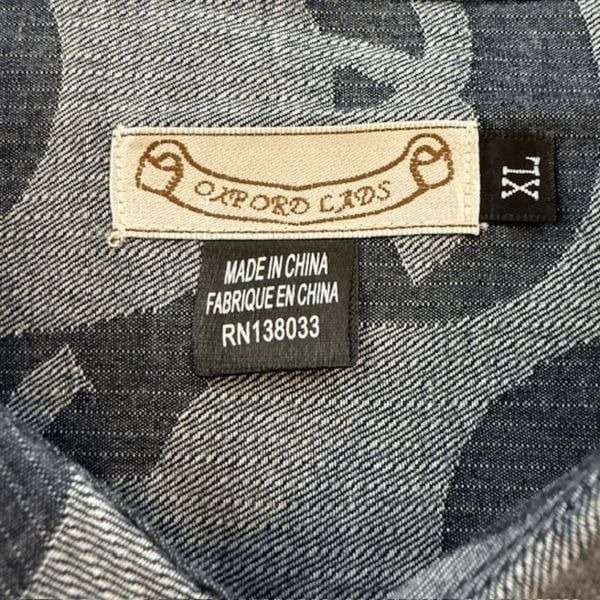 OXFORD LADS
XL
MADE IN CHINA
FABRIQUE EN CHINA
RN138033